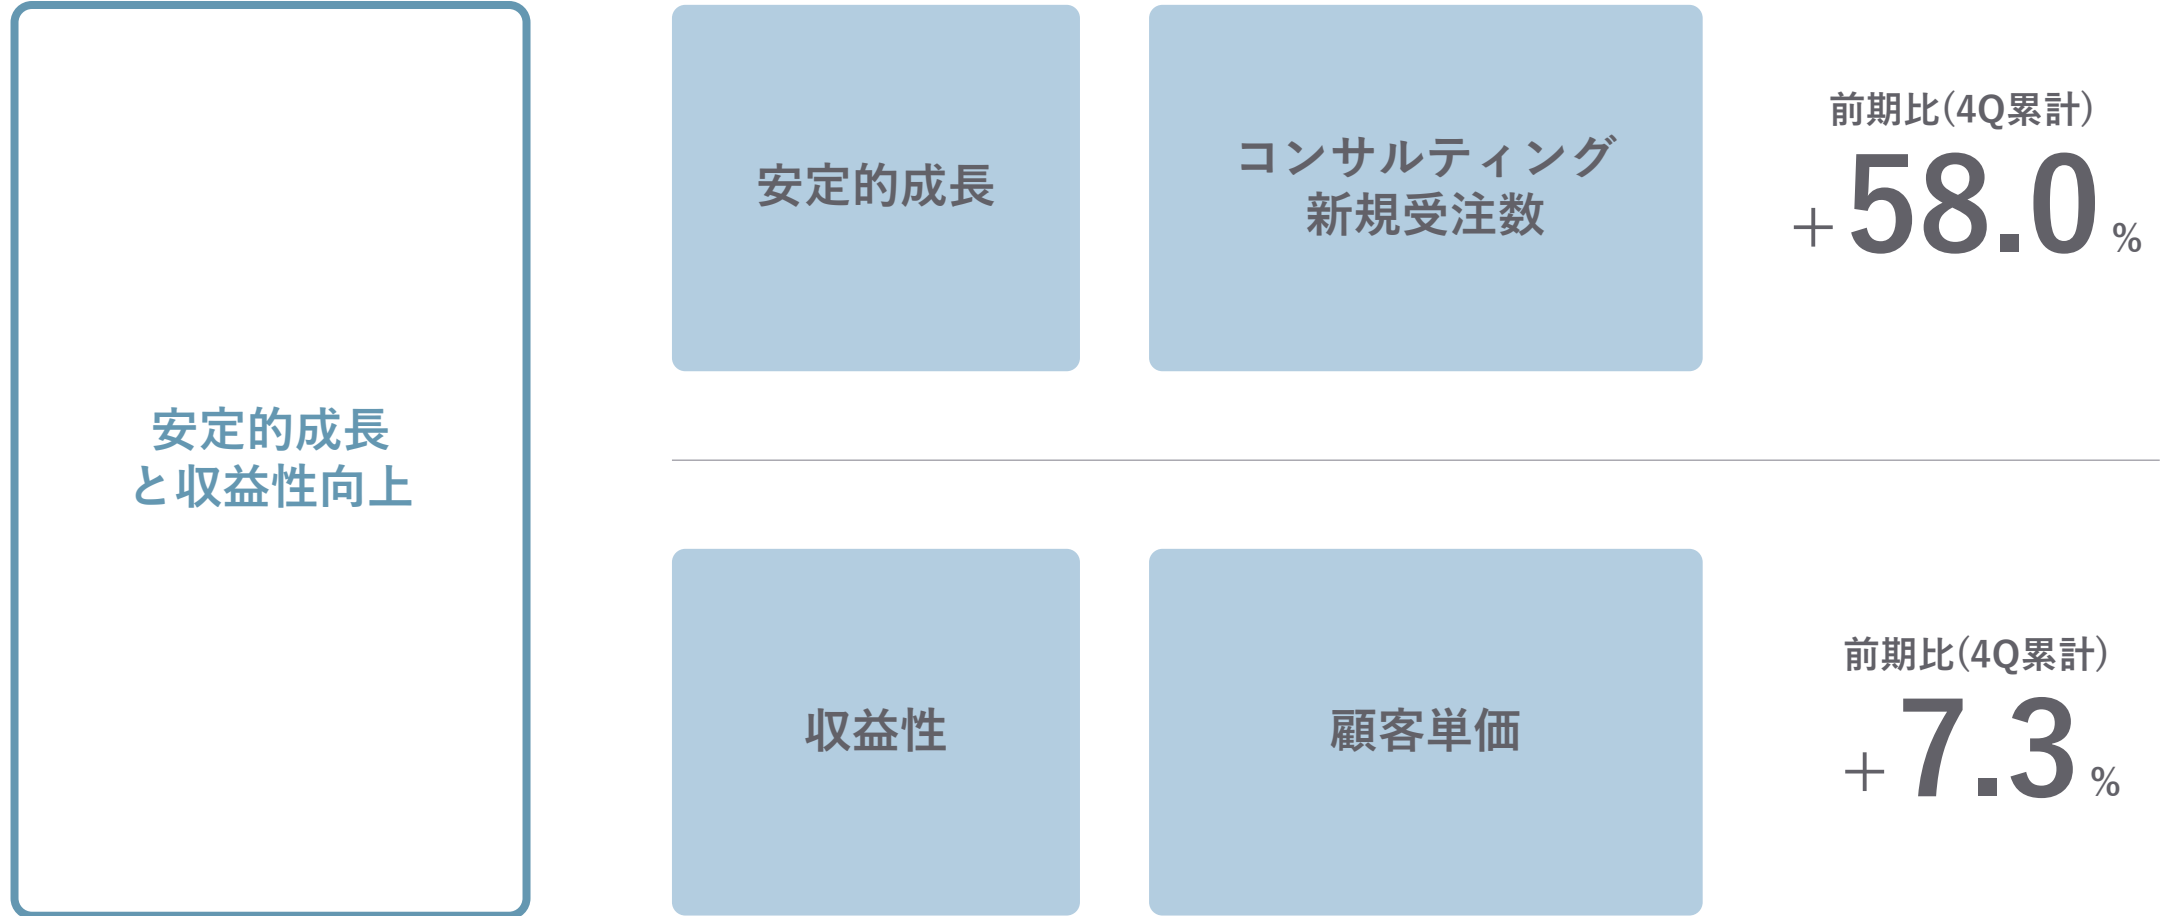 安定的成長
と収益性向上
安定的成長
コンサルティング
新規受注数
前期比(4Q累計)
+58.0%
収益性
顧客単価
前期比(4Q累計)
+7.3%